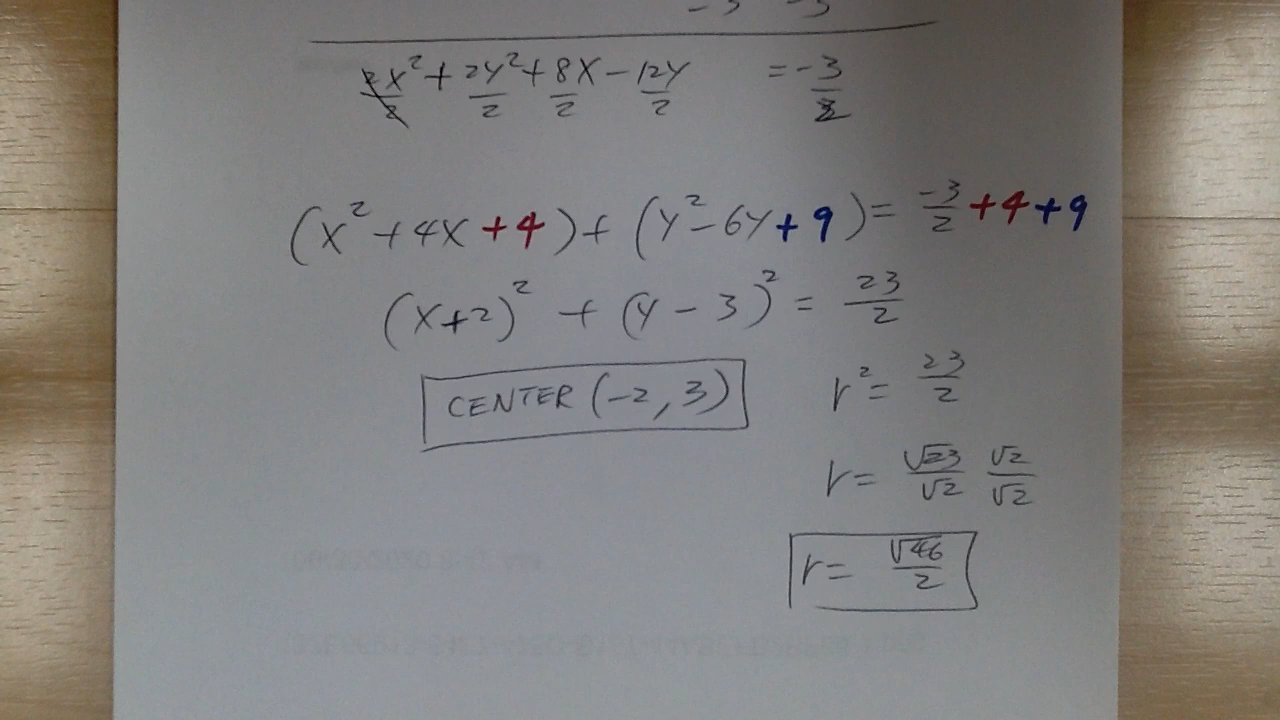 -3 -3
2x²/2 + 2y²/2 + 8x/2 - 12y/2 = -3/2
(x² + 4x + 4) + (y² - 6y + 9) = -3/2 + 4 + 9
(x+2)² + (y - 3)² = 23/2
CENTER (-2, 3)
r² = 23/2
r = √23/√2 √2/√2
r = √46/2